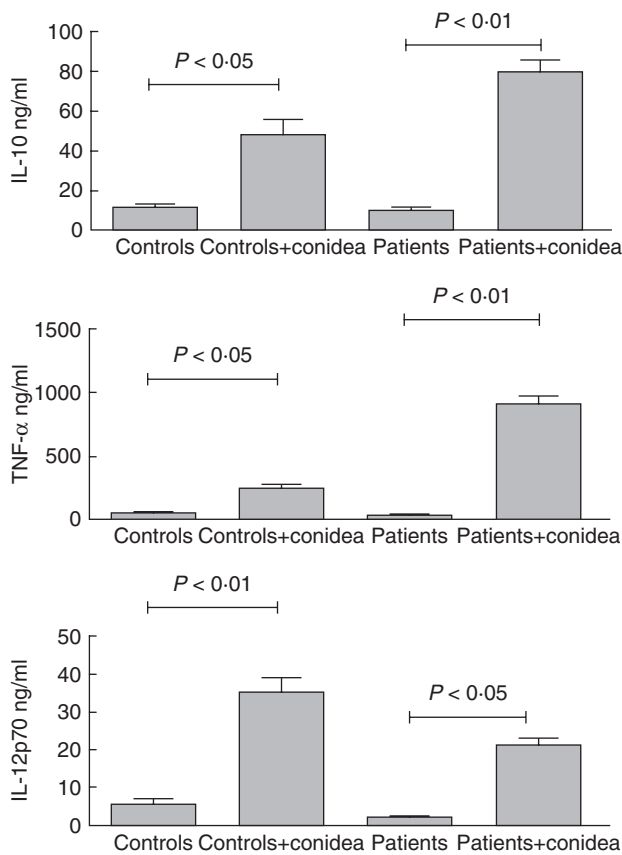 P < 0·01
100
P < 0·05
80
60
40
20
0
IL-10 ng/ml
Controls Controls+conidea Patients Patients+conidea
P < 0·01
1500
P < 0·05
1000
500
0
TNF-α ng/ml
Controls Controls+conidea Patients Patients+conidea
P < 0·01
50
40
P < 0·05
30
20
10
0
IL-12p70 ng/ml
Controls Controls+conidea Patients Patients+conidea